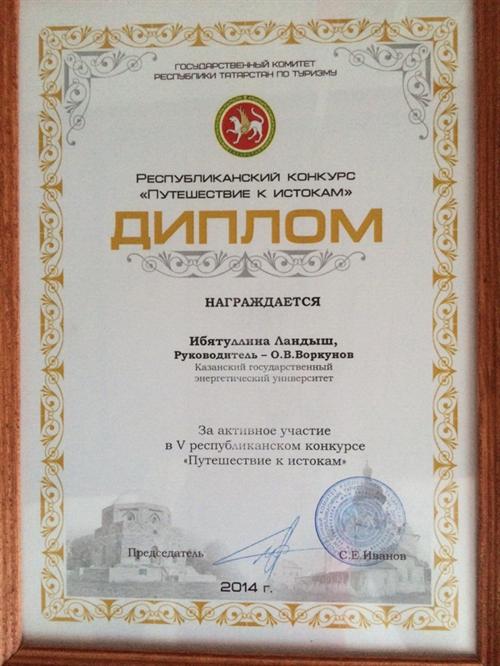 ГОСУДАРСТВЕННЫЙ КОМИТЕТ
РЕСПУБЛИКИ ТАТАРСТАН ПО ТУРИЗМУ
РЕСПУБЛИКАНСКИЙ КОНКУРС
«ПУТЕШЕСТВИЕ К ИСТОКАМ»
ДИПЛОМ
НАГРАЖДАЕТСЯ
Ибятуллина Ландыш,
Руководитель – О.В.Воркунов
Казанский государственный
энергетический университет
За активное участие
в V республиканском конкурсе
«Путешествие к истокам»
Председатель
С.Е.Иванов
2014 г.